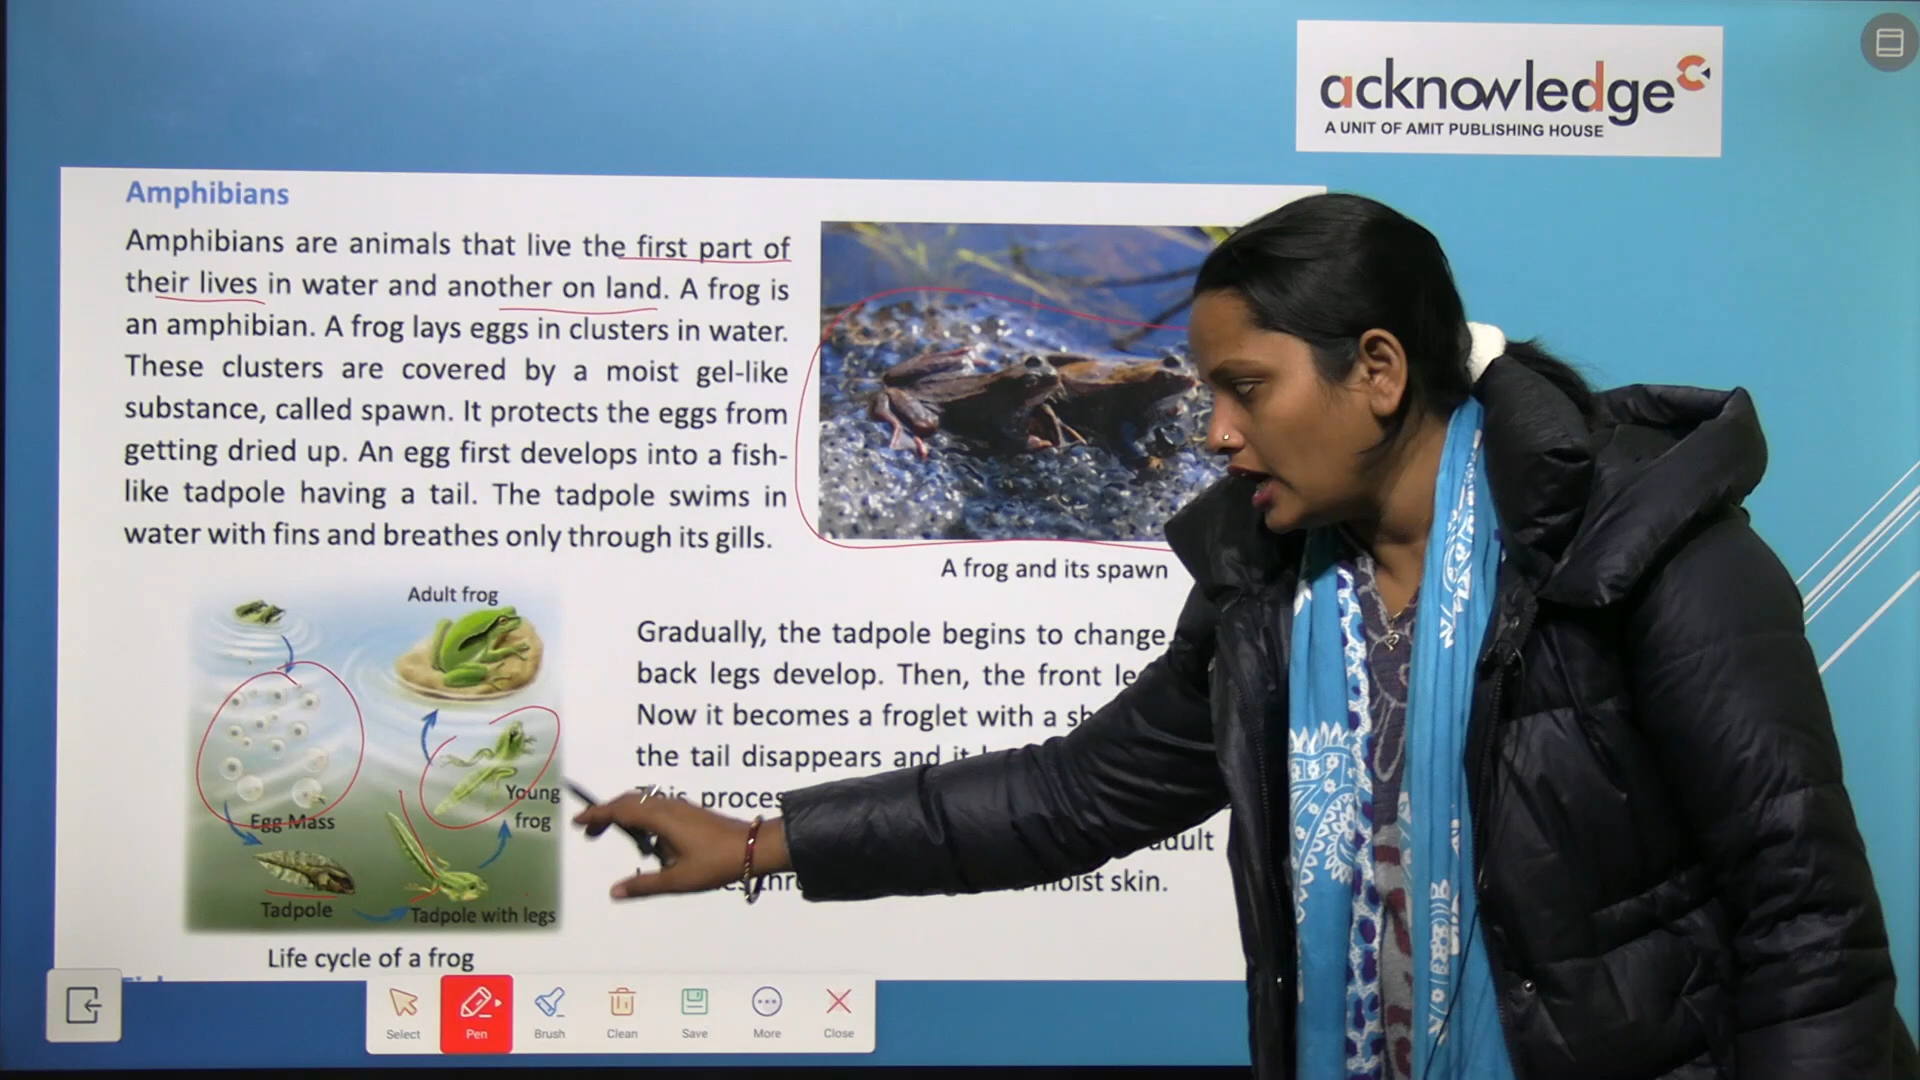 acknowledge
A UNIT OF AMIT PUBLISHING HOUSE
Amphibians
Amphibians are animals that live the first part of
their lives in water and another on land. A frog is
an amphibian. A frog lays eggs in clusters in water.
These clusters are covered by a moist gel-like
substance, called spawn. It protects the eggs from
getting dried up. An egg first develops into a fish-
like tadpole having a tail. The tadpole swims in
water with fins and breathes only through its gills.
A frog and its spawn
Adult frog
Egg Mass
Young
frog
Tadpole
Tadpole with legs
Life cycle of a frog
Gradually, the tadpole begins to change.
back legs develop. Then, the front
Now it becomes a froglet with a
the tail disappears and it
This
moist skin.
Select
Pen
Brush
Clean
Save
More
Close